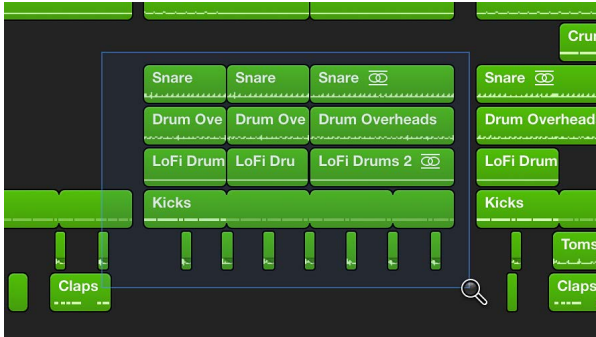 Crun
Snare Snare Snare Snare
Drum Ove Drum Ove Drum Overheads Drum Overhead
LoFi Drum LoFi Dru LoFi Drums 2 LoFi Drum
Kicks Kicks
Toms
Claps Claps